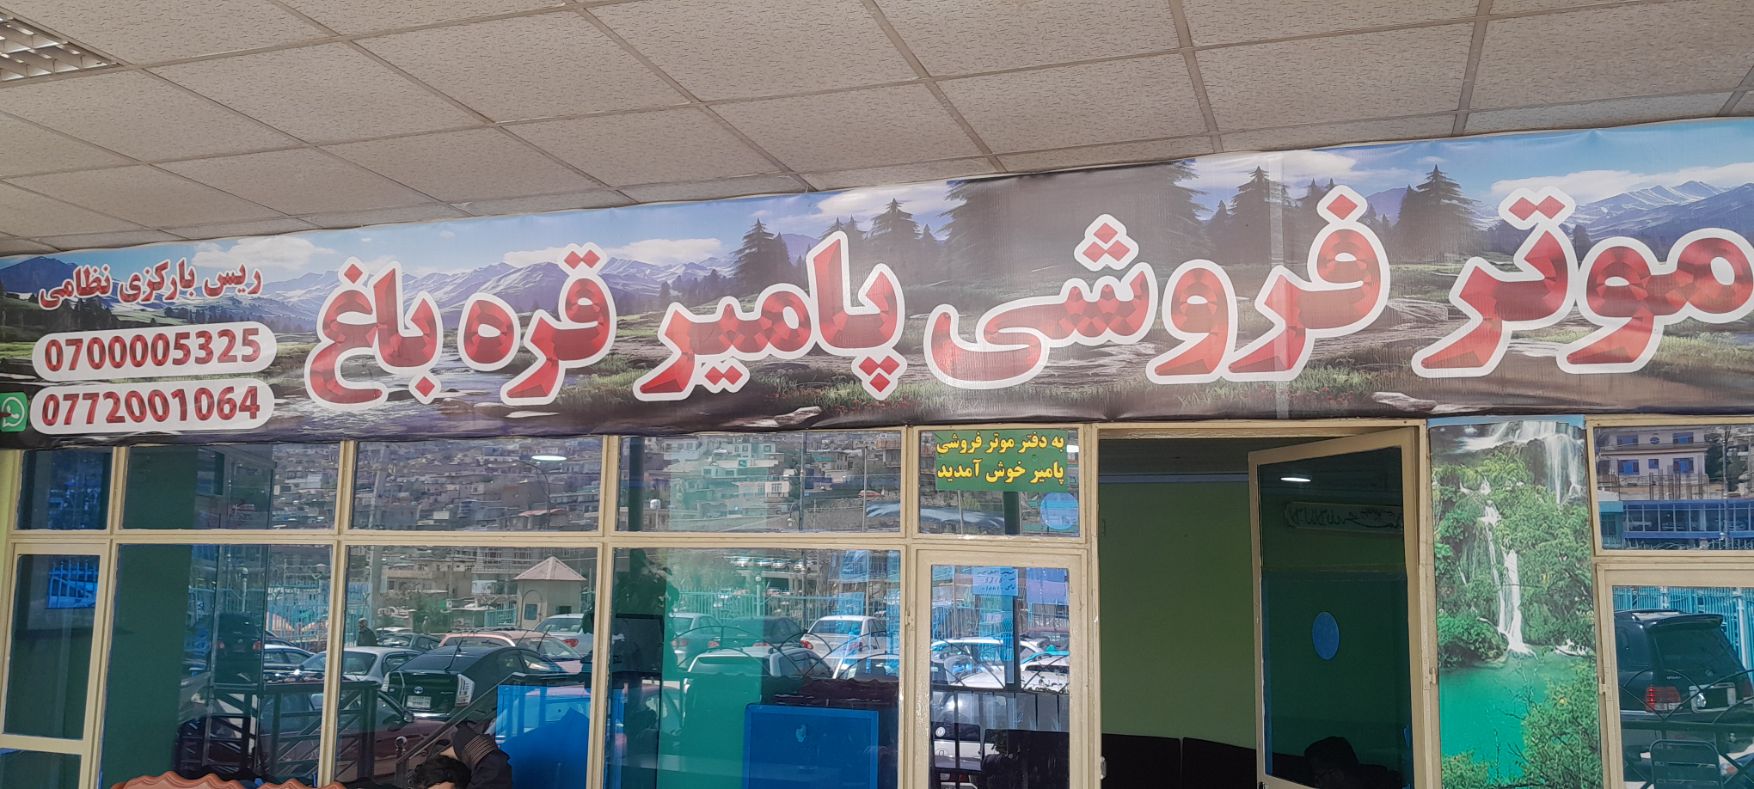 موتر فروشی پامیر قره باغ
ریس بارکزی نظامی
0700005325
0772001064
به دفتر موتر فروشی
پامیر خوش آمدید